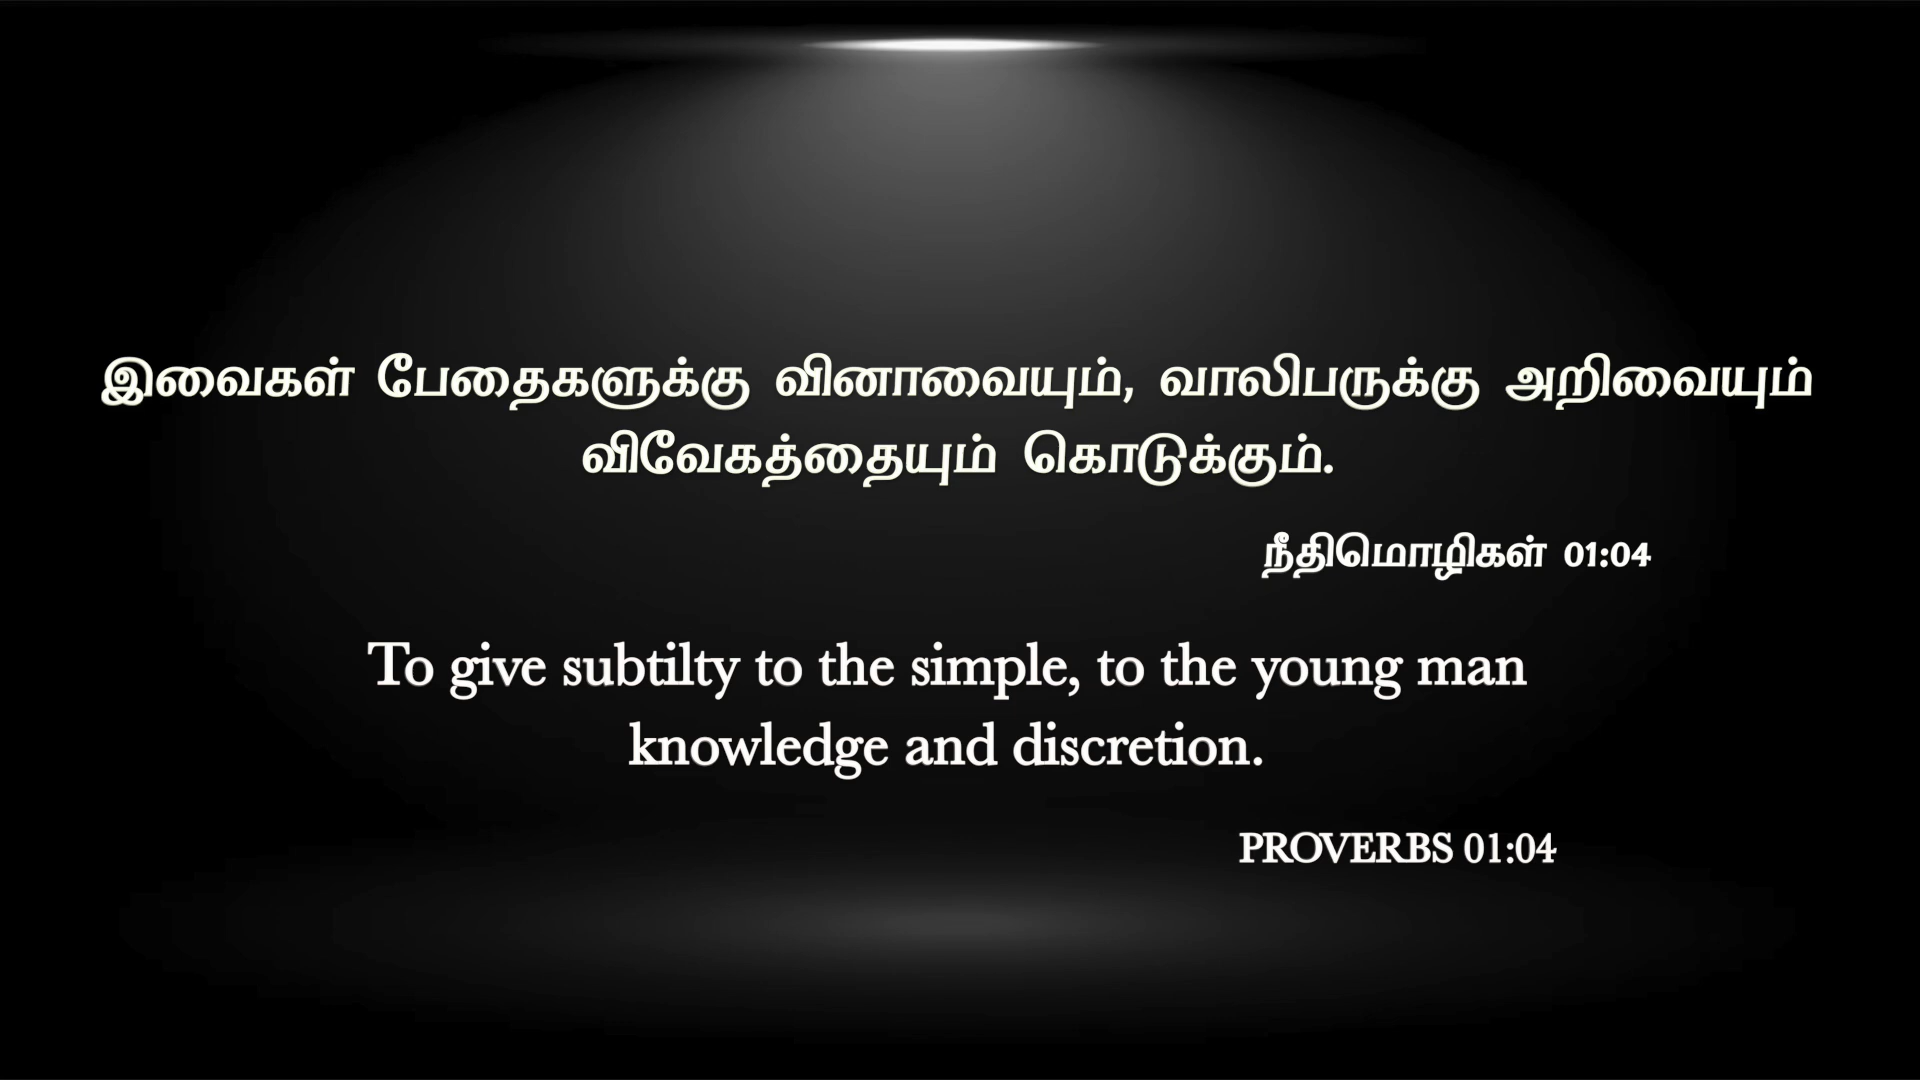 இவைகள் பேதைகளுக்கு வினாவையும், வாலிபருக்கு அறிவையும்
விவேகத்தையும் கொடுக்கும்.
நீதிமொழிகள் 01:04
To give subtilty to the simple, to the young man
knowledge and discretion.
PROVERBS 01:04